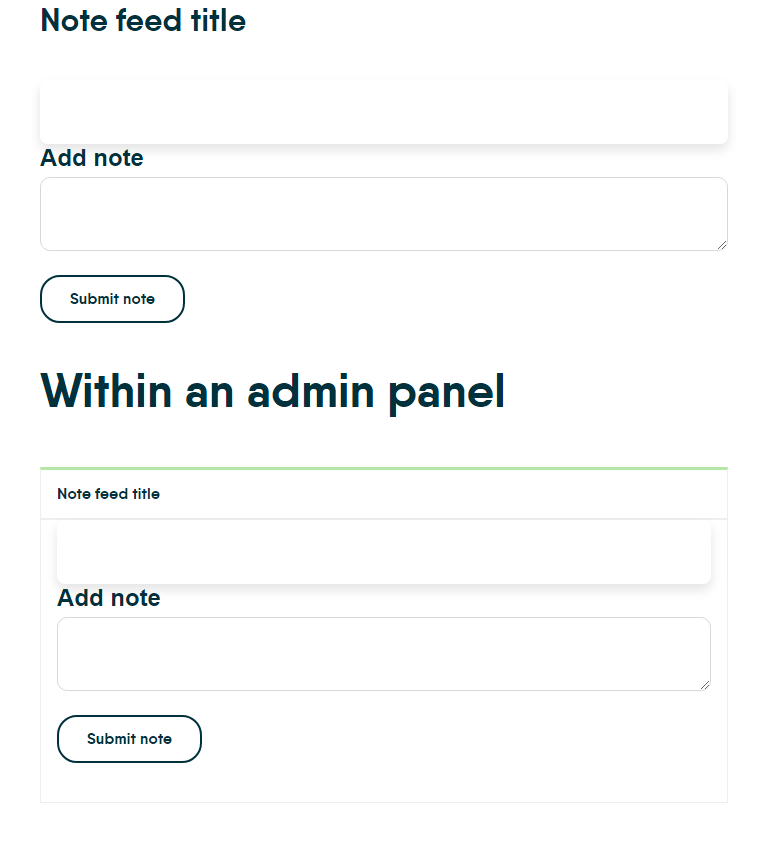 Note feed title
Add note
Submit note
Within an admin panel
Note feed title
Add note
Submit note